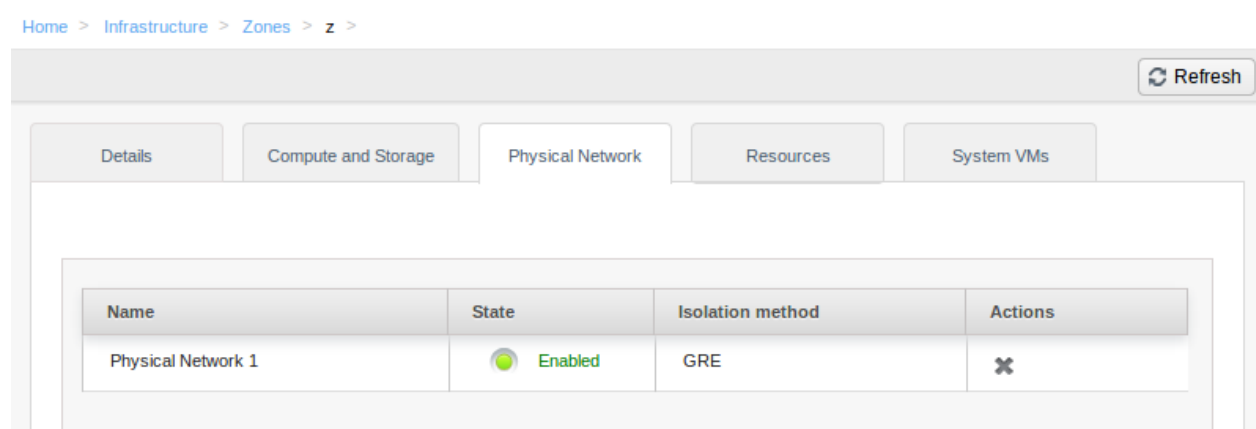 Home > Infrastructure > Zones > z >
Refresh
Details Compute and Storage Physical Network Resources System VMs
Name State Isolation method Actions
Physical Network 1 Enabled GRE